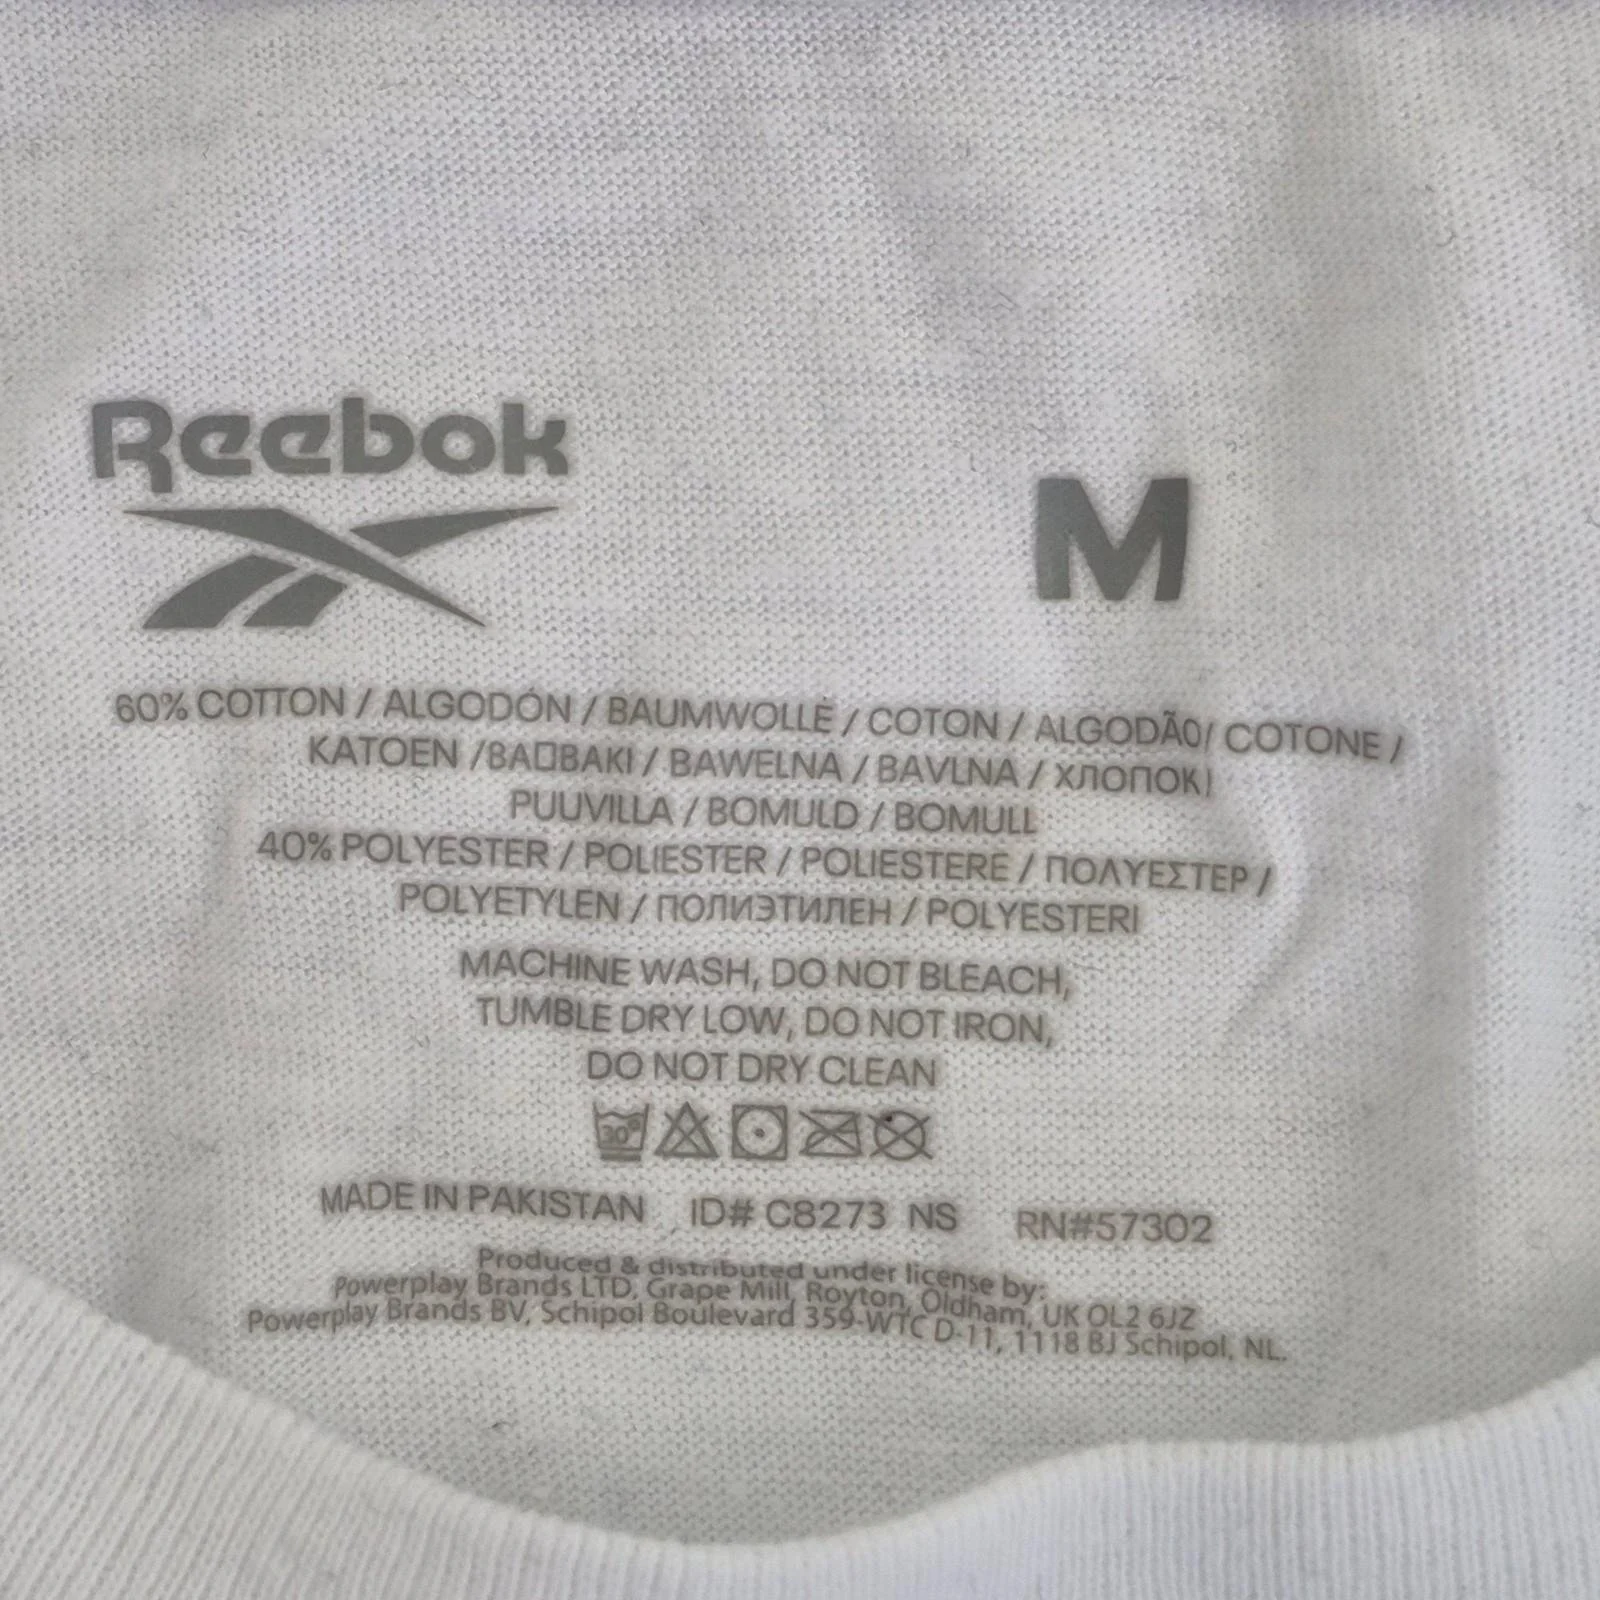 Reebok
M
60% COTTON / ALGODÓN / BAUMWOLLE / COTON / ALGODÃO/ COTONE /
KATOEN /BAՈBAKI / BAWELNA / BAVLNA / ХЛОПОК/
PUUVILLA / BOMULD / BOMULL
40% POLYESTER / POLIESTER / POLIESTERE / ΠΟΛΥΕΣΤΕΡ /
POLYETYLEN / ПОЛИЭТИЛЕН / POLYESTERI
MACHINE WASH, DO NOT BLEACH,
TUMBLE DRY LOW, DO NOT IRON,
DO NOT DRY CLEAN
30°
MADE IN PAKISTAN ID# C8273 NS RN#57302
Produced & distributed under license by:
Powerplay Brands LTD, Grape Mill, Royton, Oldham, UK OL2 6JZ
Powerplay Brands BV, Schipol Boulevard 359-WTC D-11, 1118 BJ Schipol, NL.